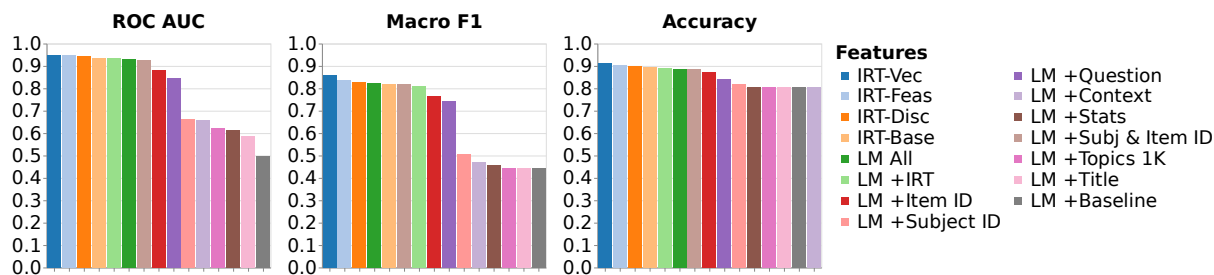 ROC AUC
1.0
0.9
0.8
0.7
0.6
0.5
0.4
0.3
0.2
0.1
0.0
Macro F1
1.0
0.9
0.8
0.7
0.6
0.5
0.4
0.3
0.2
0.1
0.0
Accuracy
1.0
0.9
0.8
0.7
0.6
0.5
0.4
0.3
0.2
0.1
0.0
Features
IRT-Vec
IRT-Feas
IRT-Disc
IRT-Base
LM All
LM +IRT
LM +Item ID
LM +Subject ID
LM +Question
LM +Context
LM +Stats
LM +Subj & Item ID
LM +Topics 1K
LM +Title
LM +Baseline